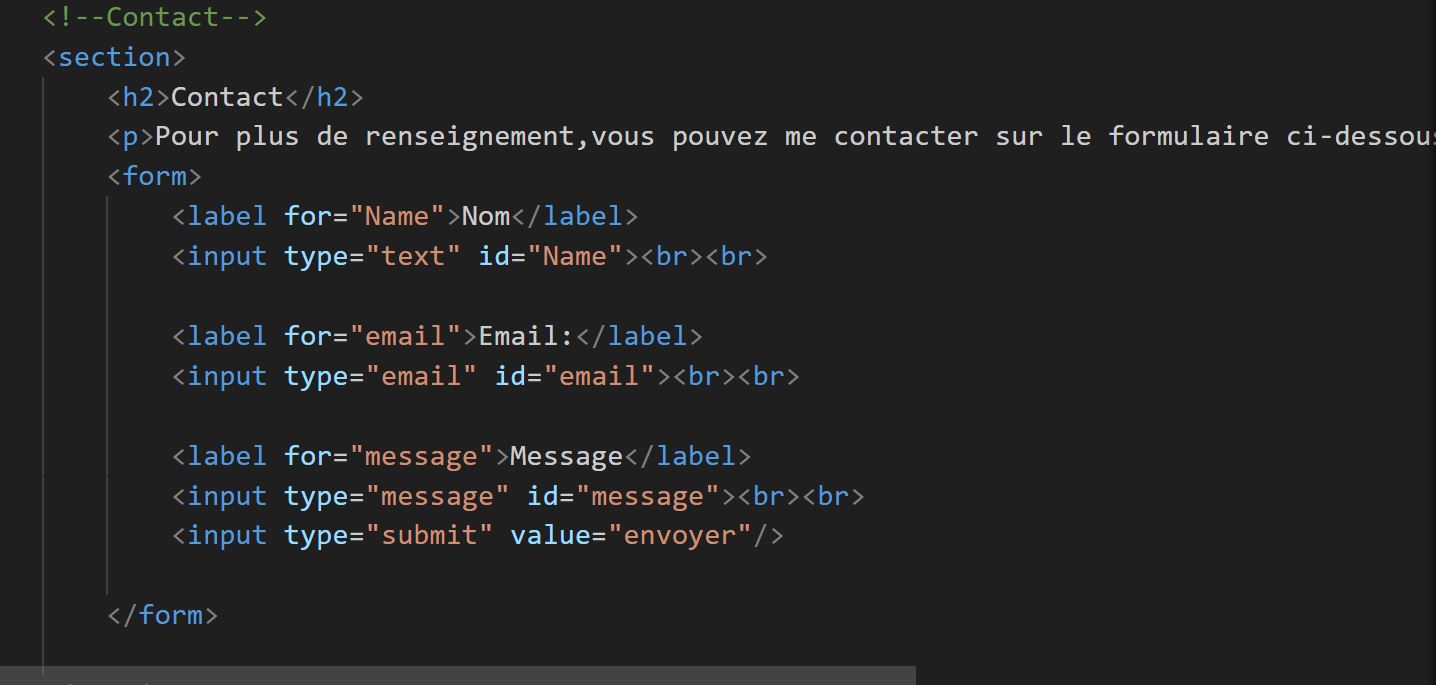 <!--Contact-->
<section>
<h2>Contact</h2>
<p>Pour plus de renseignement,vous pouvez me contacter sur le formulaire ci-dessous
<form>
<label for="Name">Nom</label>
<input type="text" id="Name"><br><br>
<label for="email">Email:</label>
<input type="email" id="email"><br><br>
<label for="message">Message</label>
<input type="message" id="message"><br><br>
<input type="submit" value="envoyer"/>
</form>